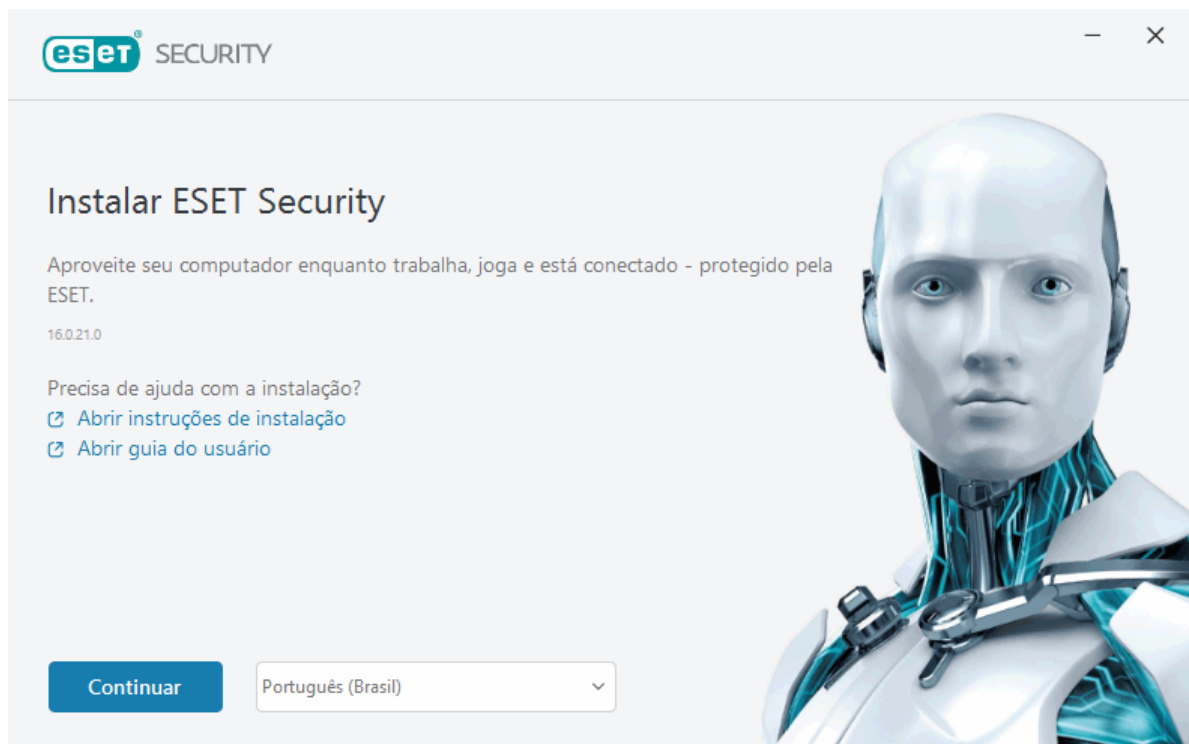 eseT® SECURITY
Instalar ESET Security
Aproveite seu computador enquanto trabalha, joga e está conectado - protegido pela
ESET.
16.0.21.0
Precisa de ajuda com a instalação?
Abrir instruções de instalação
Abrir guia do usuário
Continuar
Português (Brasil)